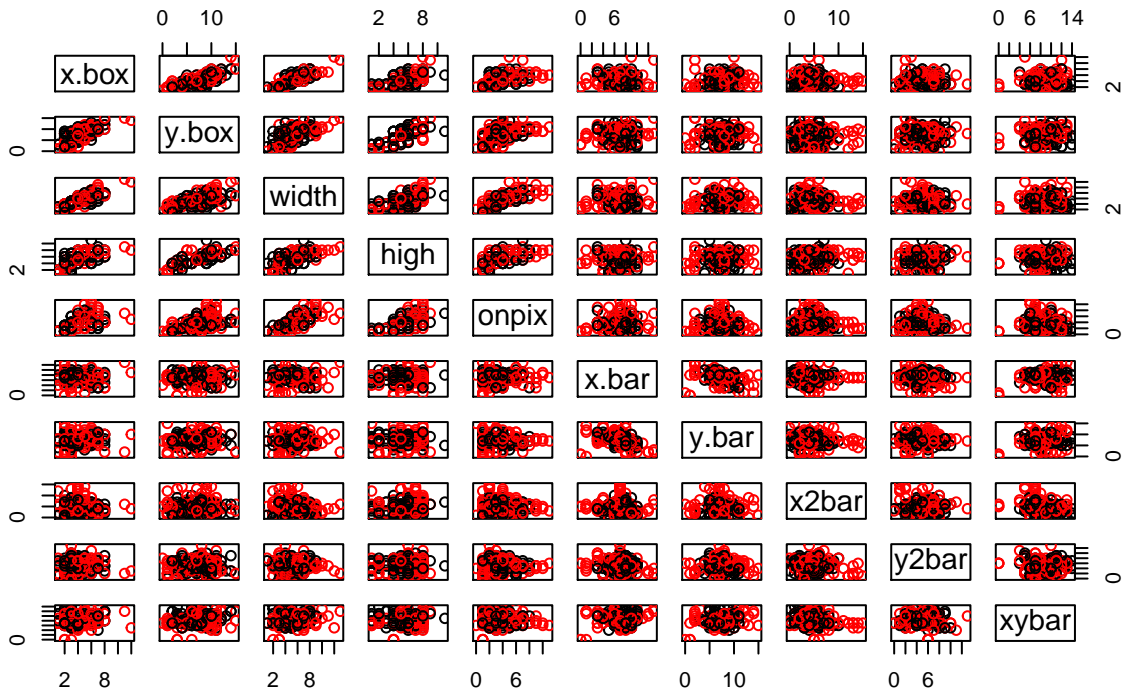 0 10 2 8 6 0 10 0 6 14
x.box 2
0 y.box
width 2
2 high
onpix 0
0 x.bar
y.bar 0
0 x2bar
y2bar 0
0 xybar
2 8 0 6 0 10 0 6